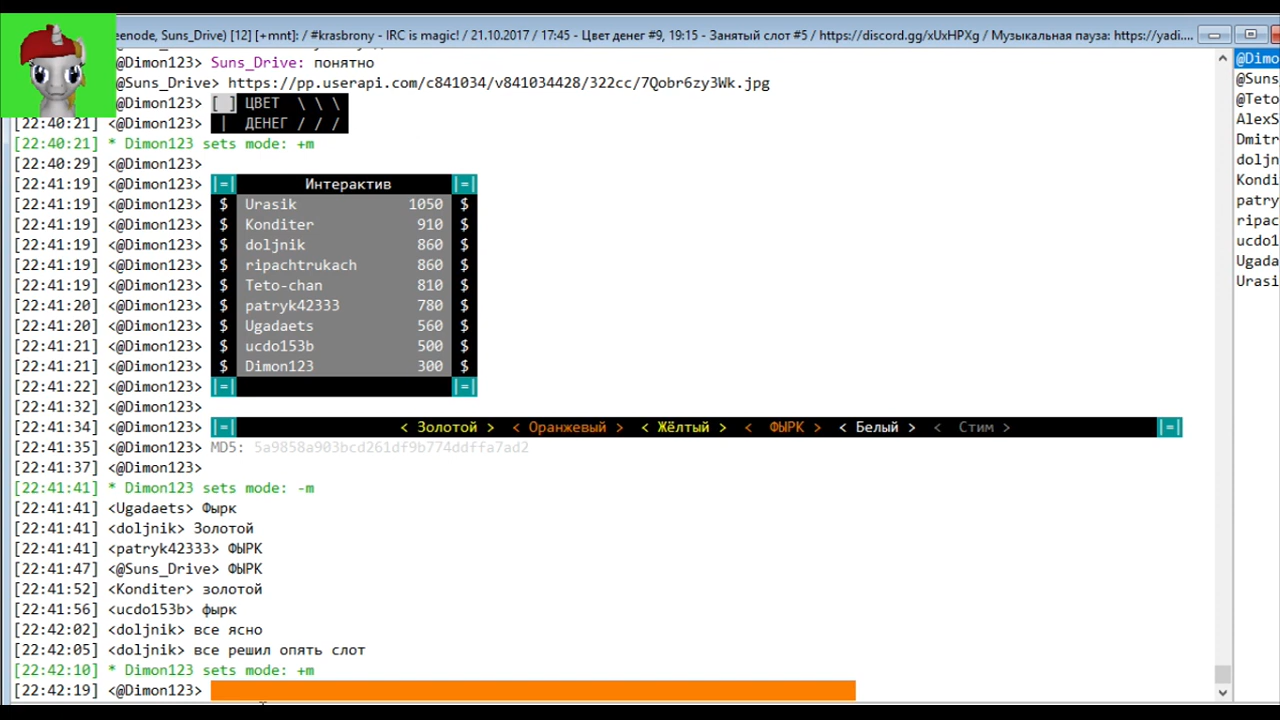 eenode, Suns_Drive) [12] [+mnt]: / #krasbrony - IRC is magic! / 21.10.2017 / 17:45 - Цвет денег #9, 19:15 - Занятый слот #5 / https://discord.gg/xUxHPXg / Музыкальная пауза: https://yadi....
@Dimon123> Suns_Drive: понятно
@Suns_Drive> https://pp.userapi.com/c841034/v841034428/322cc/7Qobr6zy3Wk.jpg
@Dimon123> [ ] ЦВЕТ \ \ \
[22:40:21] <@Dimon123> | ДЕНЕГ / / /
[22:40:21] * Dimon123 sets mode: +m
[22:40:29] <@Dimon123>
[22:41:19] <@Dimon123> |=| Интерактив |=|
[22:41:19] <@Dimon123> $ Urasik 1050 $
[22:41:19] <@Dimon123> $ Konditer 910 $
[22:41:19] <@Dimon123> $ doljnik 860 $
[22:41:19] <@Dimon123> $ ripachtrukach 860 $
[22:41:19] <@Dimon123> $ Teto-chan 810 $
[22:41:20] <@Dimon123> $ patryk42333 780 $
[22:41:20] <@Dimon123> $ Ugadaets 560 $
[22:41:21] <@Dimon123> $ ucdo153b 500 $
[22:41:21] <@Dimon123> $ Dimon123 300 $
[22:41:22] <@Dimon123> |=| |=|
[22:41:32] <@Dimon123>
[22:41:34] <@Dimon123> |=| < Золотой > < Оранжевый > < Жёлтый > < ФЫРК > < Белый > < Стим > |=|
[22:41:35] <@Dimon123> MD5: 5a9858a903bcd261df9b774ddffa7ad2
[22:41:37] <@Dimon123>
[22:41:41] * Dimon123 sets mode: -m
[22:41:41] <Ugadaets> Фырк
[22:41:41] <doljnik> Золотой
[22:41:41] <patryk42333> ФЫРК
[22:41:47] <@Suns_Drive> ФЫРК
[22:41:52] <Konditer> золотой
[22:41:56] <ucdo153b> фырк
[22:42:02] <doljnik> все ясно
[22:42:05] <doljnik> все решил опять слот
[22:42:10] * Dimon123 sets mode: +m
[22:42:19] <@Dimon123>
@Dimo
@Suns
@Teto
AlexS
Dmitr
doljn
Kondi
patry
ripac
ucdo1
Ugada
Urasi